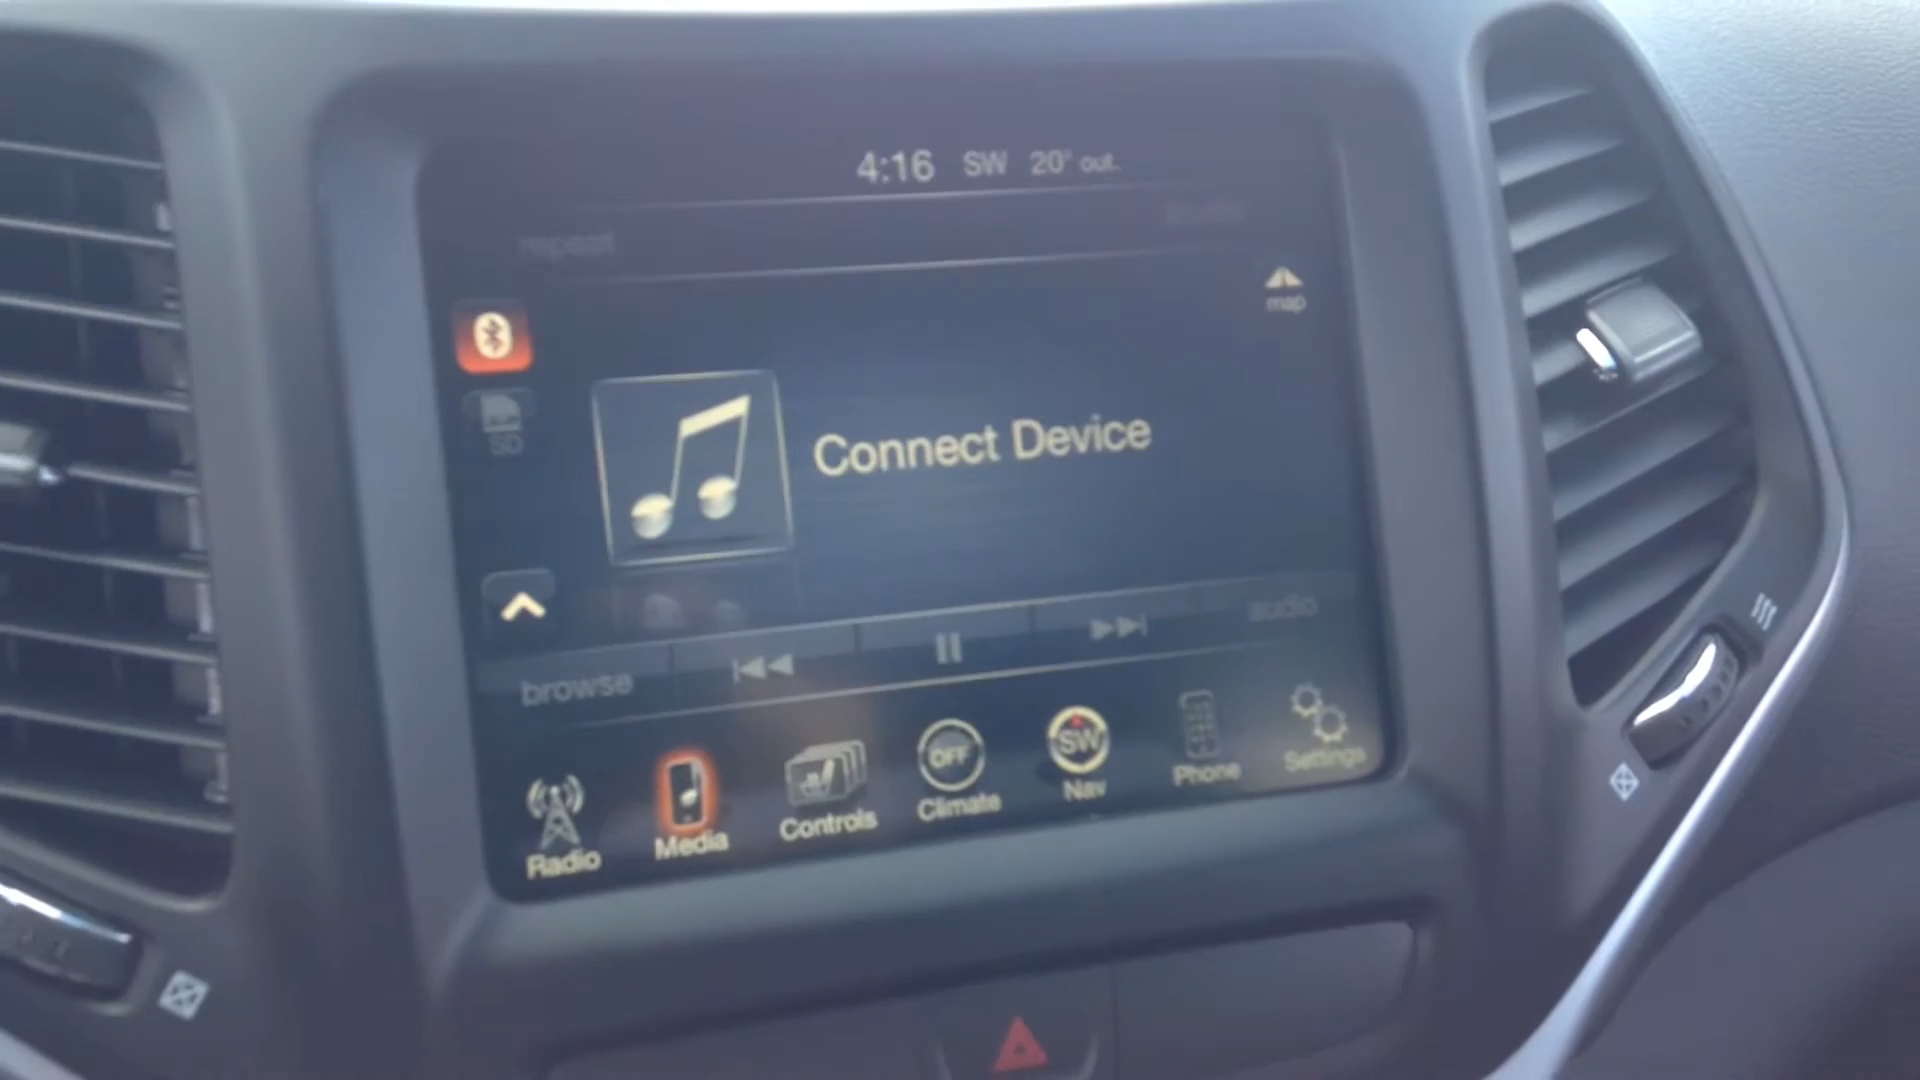 4:16 SW 20° out.
repeat
map
SD
Connect Device
browse
audio
OFF
SW
Radio
Media
Controls
Climate
Nav
Phone
Settings